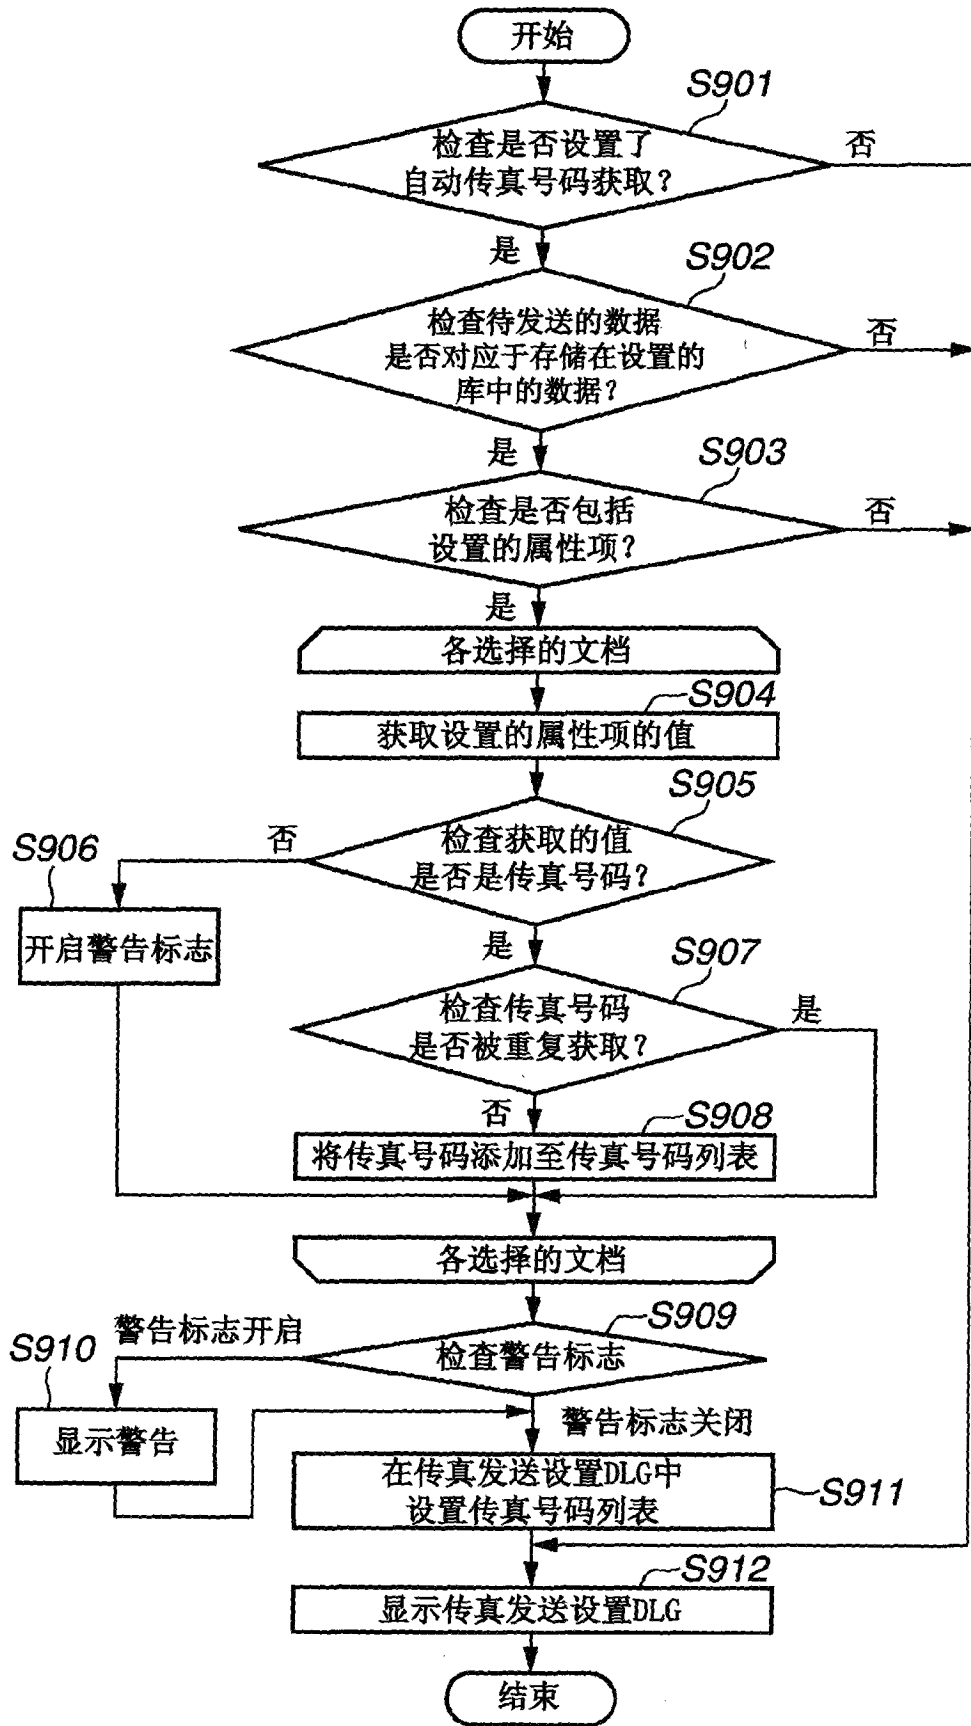 开始
S901
检查是否设置了
自动传真号码获取？
否
是
S902
检查待发送的数据
是否对应于存储在设置的
库中的数据？
否
是
S903
检查是否包括
设置的属性项？
否
是
各选择的文档
S904
获取设置的属性项的值
S905
检查获取的值
是否是传真号码？
否
S906
开启警告标志
是
S907
检查传真号码
是否被重复获取？
是
否
S908
将传真号码添加至传真号码列表
各选择的文档
S909
检查警告标志
警告标志开启
S910
显示警告
警告标志关闭
在传真发送设置DLG中
设置传真号码列表
S911
S912
显示传真发送设置DLG
结束